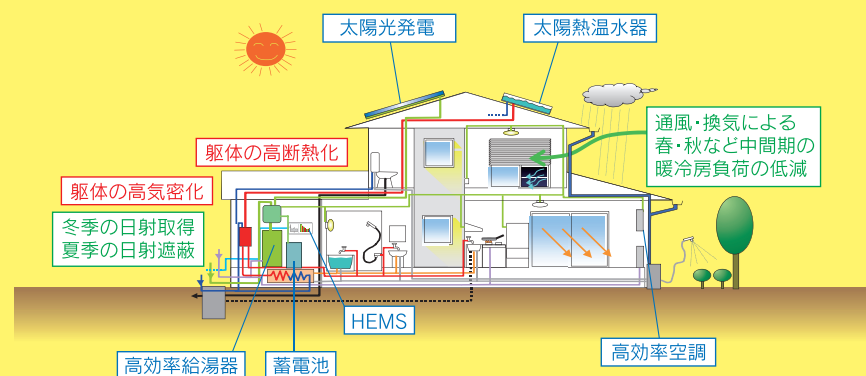 太陽光発電
太陽熱温水器
通風・換気による
春・秋など中間期の
暖冷房負荷の低減
躯体の高断熱化
躯体の高気密化
冬季の日射取得
夏季の日射遮蔽
HEMS
高効率給湯器
蓄電池
高効率空調